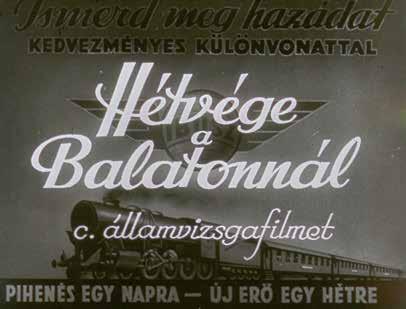 Ismerd meg hazádat
KEDVEZMÉNYES KÜLÖNVONATTAL
Hétvége
a
Balatonnál
c. államvizsgafilmet
PIHENÉS EGY NAPRA — ÚJ ERŐ EGY HÉTRE